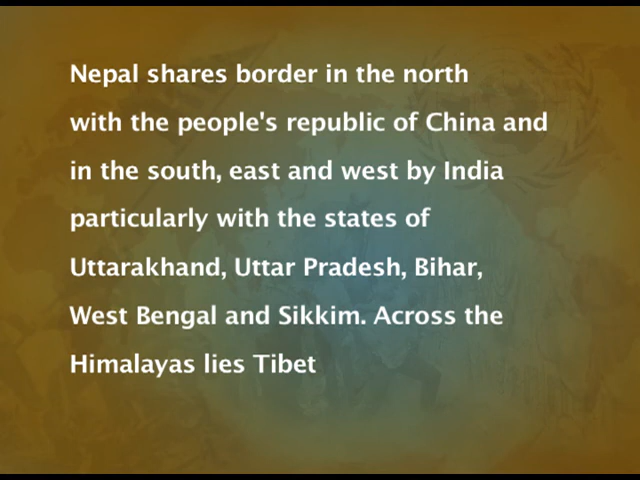 Nepal shares border in the north
with the people's republic of China and
in the south, east and west by India
particularly with the states of
Uttarakhand, Uttar Pradesh, Bihar,
West Bengal and Sikkim. Across the
Himalayas lies Tibet